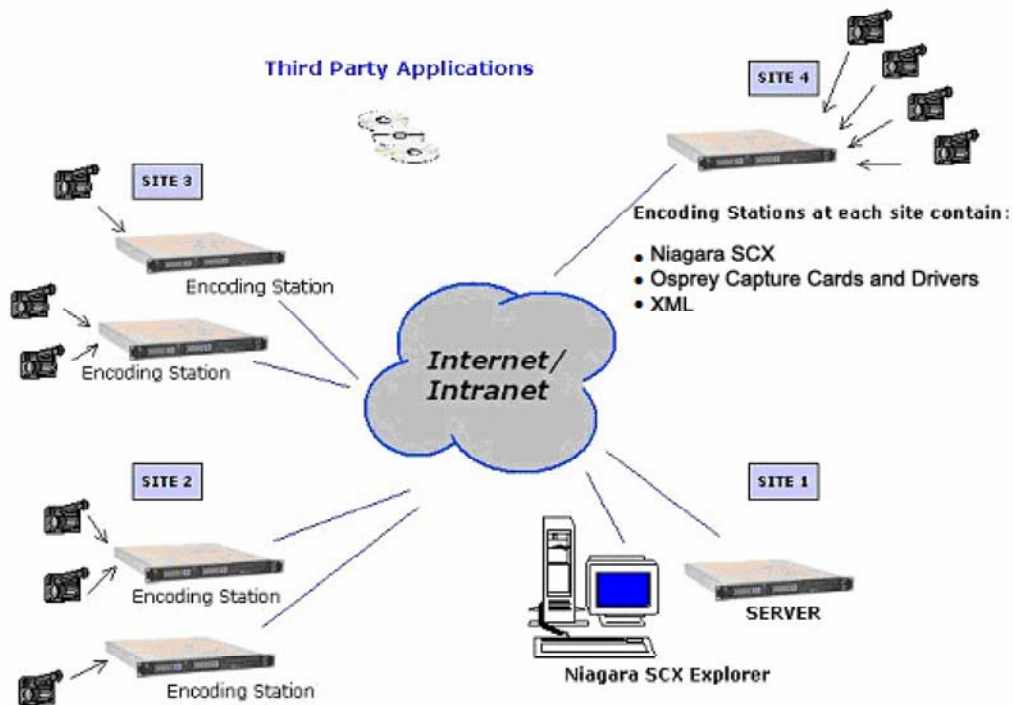 Third Party Applications
SITE 4
SITE 3
Encoding Station
Encoding Station
Encoding Stations at each site contain:
• Niagara SCX
• Osprey Capture Cards and Drivers
• XML
Internet/
Intranet
SITE 2
Encoding Station
Encoding Station
SITE 1
SERVER
Niagara SCX Explorer